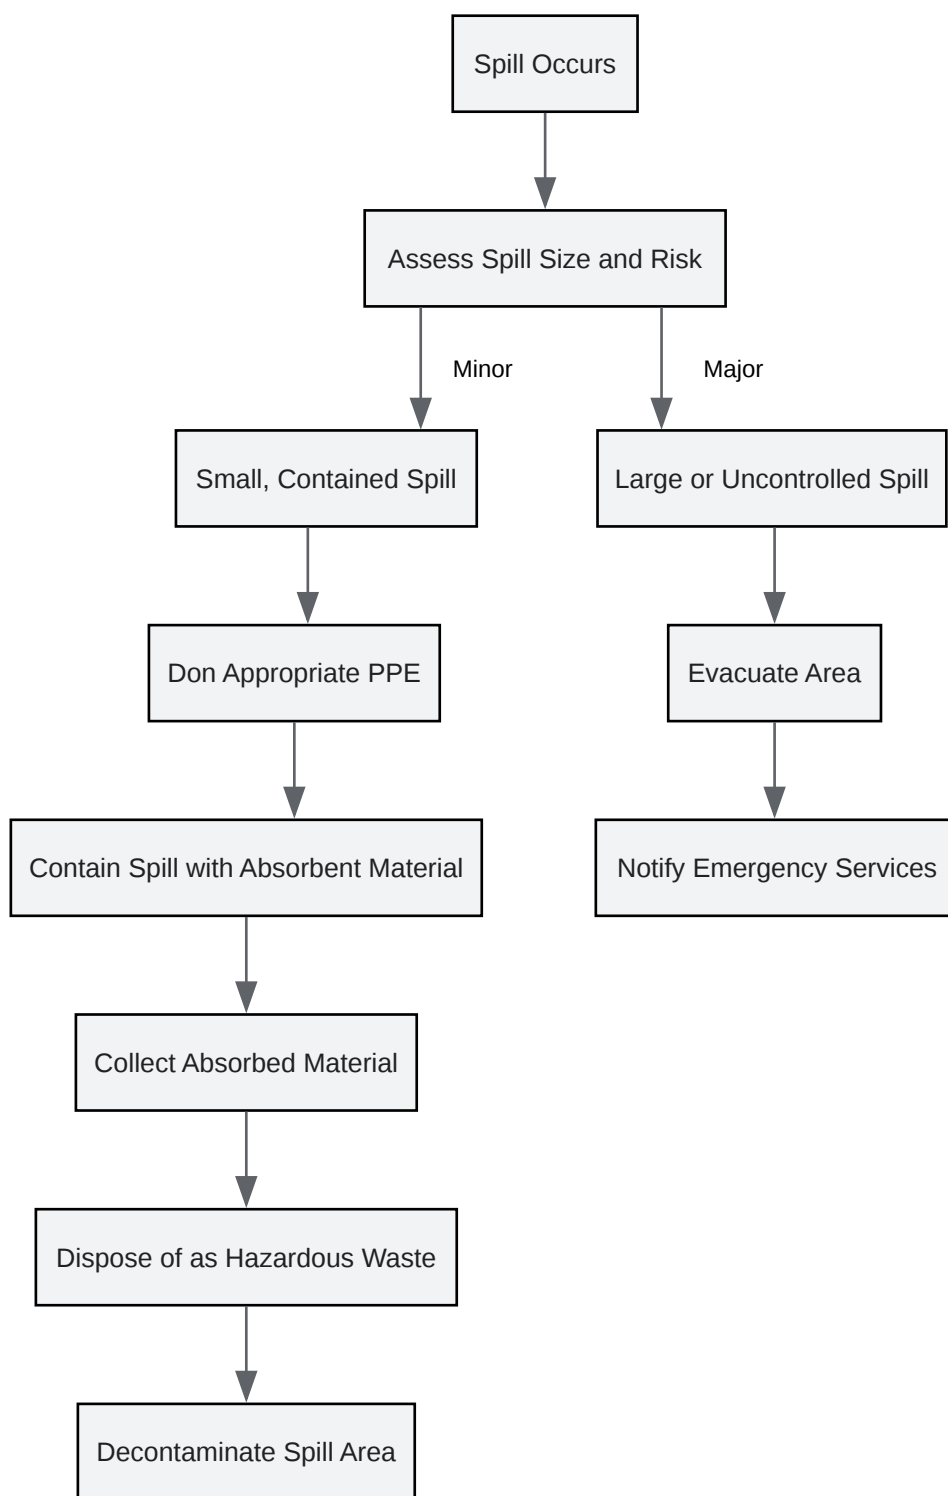 Spill Occurs
Assess Spill Size and Risk
Minor
Major
Small, Contained Spill
Large or Uncontrolled Spill
Don Appropriate PPE
Evacuate Area
Contain Spill with Absorbent Material
Notify Emergency Services
Collect Absorbed Material
Dispose of as Hazardous Waste
Decontaminate Spill Area